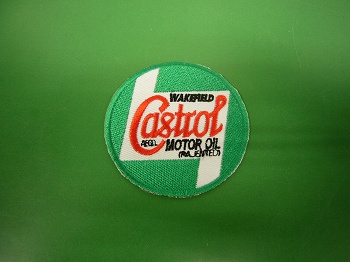 WAKEFIELD
Castrol
REGD. MOTOR OIL
(PATENTED)